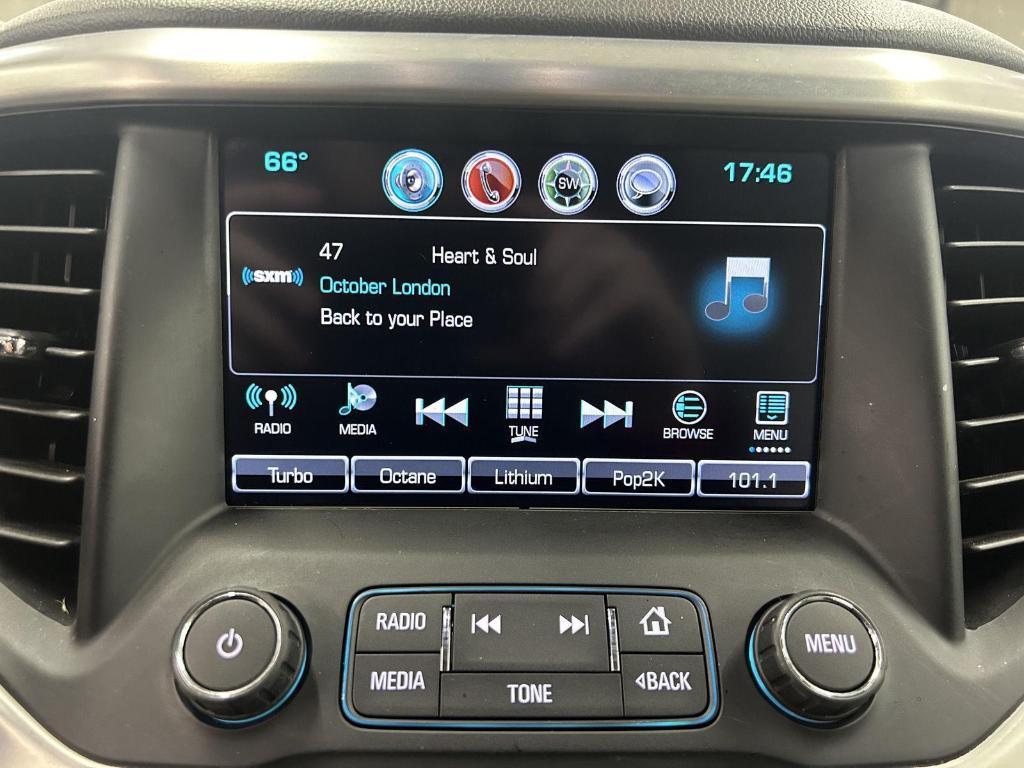 66°
SW
17:46
47 Heart & Soul
((sxm))
October London
Back to your Place
RADIO
MEDIA
TUNE
BROWSE
MENU
Turbo
Octane
Lithium
Pop2K
101.1
RADIO
MEDIA
TONE
BACK
MENU